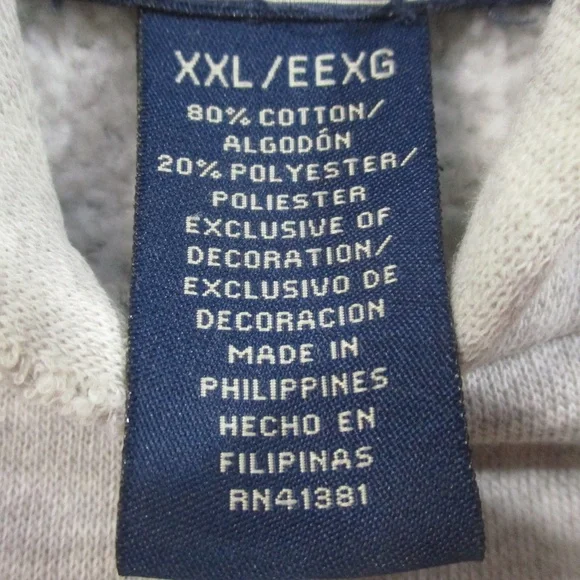 XXL/EEXG
80% COTTON/
ALGODÓN
20% POLYESTER/
POLIESTER
EXCLUSIVE OF
DECORATION/
EXCLUSIVO DE
DECORACION
MADE IN
PHILIPPINES
HECHO EN
FILIPINAS
RN41381